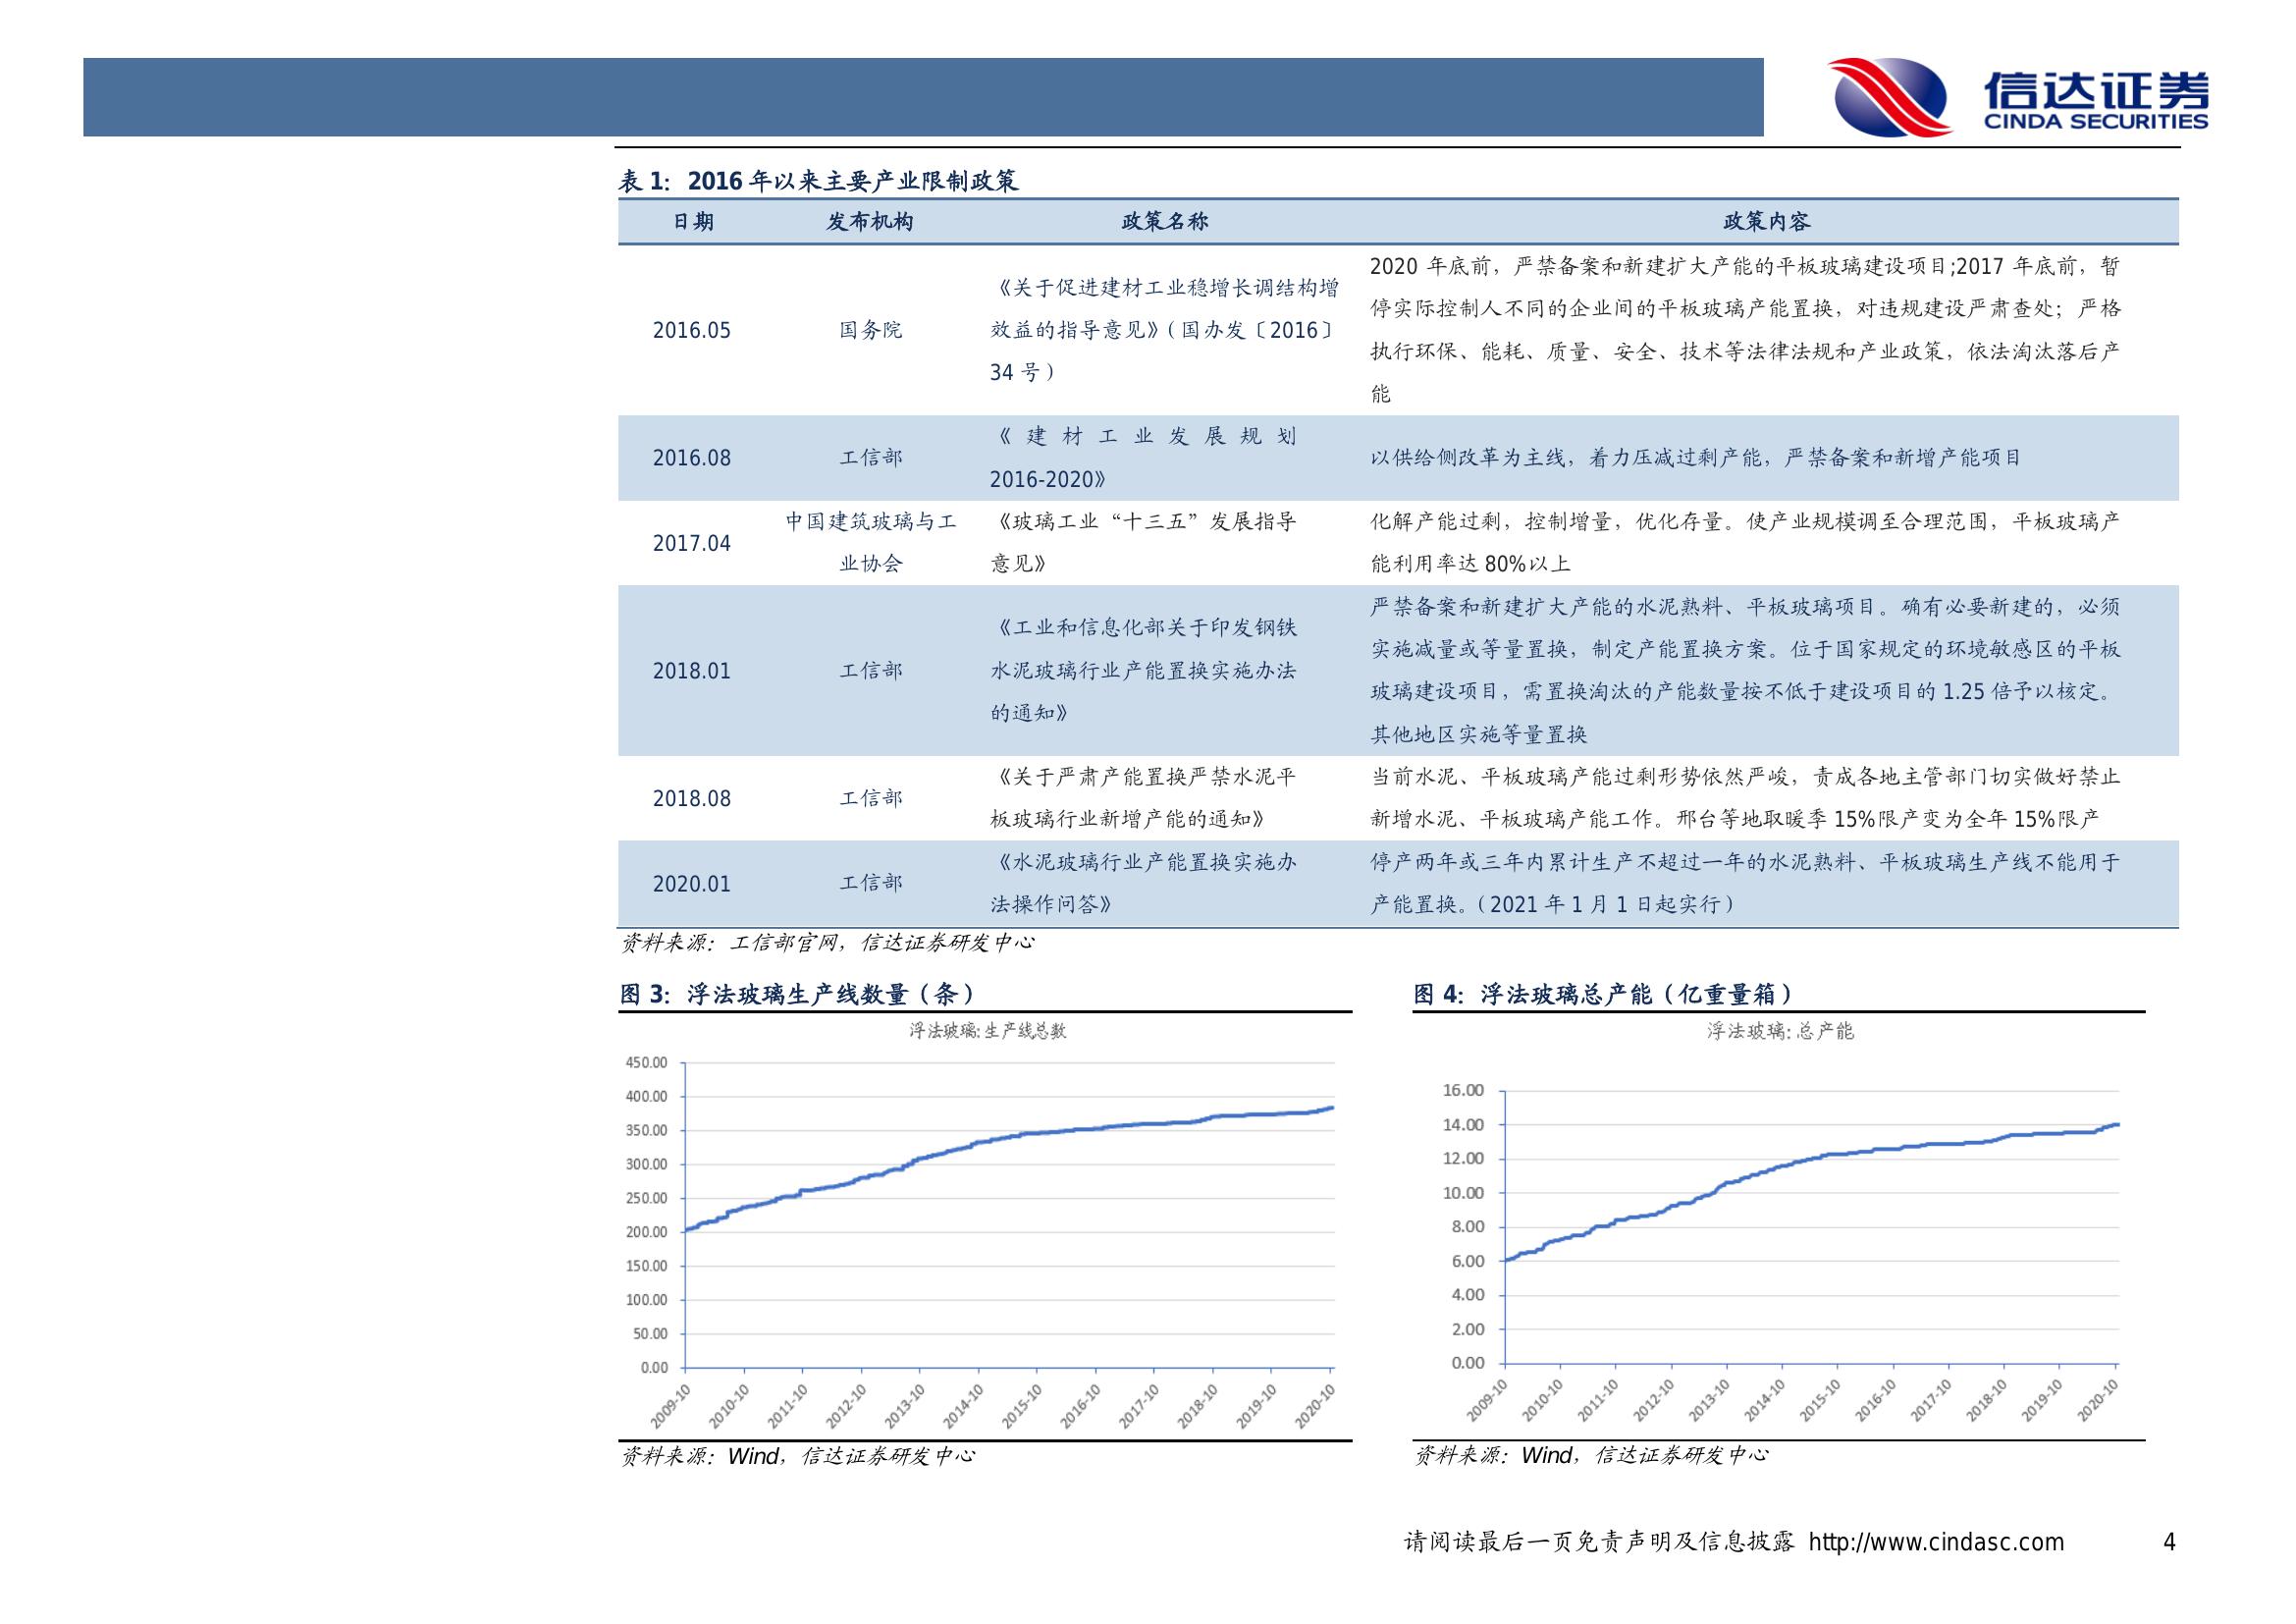 信达证券
CINDA SECURITIES
表 1：2016 年以来主要产业限制政策
日期 发布机构 政策名称 政策内容
2016.05 国务院
《关于促进建材工业稳增长调结构增
效益的指导意见》（国办发〔2016〕
34 号）
2020 年底前，严禁备案和新建扩大产能的平板玻璃建设项目;2017 年底前，暂
停实际控制人不同的企业间的平板玻璃产能置换，对违规建设严肃查处；严格
执行环保、能耗、质量、安全、技术等法律法规和产业政策，依法淘汰落后产
能
2016.08 工信部
《建材工业发展规划
2016-2020》
以供给侧改革为主线，着力压减过剩产能，严禁备案和新增产能项目
2017.04
中国建筑玻璃与工
业协会
《玻璃工业“十三五”发展指导
意见》
化解产能过剩，控制增量，优化存量。使产业规模调至合理范围，平板玻璃产
能利用率达 80%以上
2018.01 工信部
《工业和信息化部关于印发钢铁
水泥玻璃行业产能置换实施办法
的通知》
严禁备案和新建扩大产能的水泥熟料、平板玻璃项目。确有必要新建的，必须
实施减量或等量置换，制定产能置换方案。位于国家规定的环境敏感区的平板
玻璃建设项目，需置换淘汰的产能数量按不低于建设项目的 1.25 倍予以核定。
其他地区实施等量置换
2018.08 工信部
《关于严肃产能置换严禁水泥平
板玻璃行业新增产能的通知》
当前水泥、平板玻璃产能过剩形势依然严峻，责成各地主管部门切实做好禁止
新增水泥、平板玻璃产能工作。邢台等地取暖季 15%限产变为全年 15%限产
2020.01 工信部
《水泥玻璃行业产能置换实施办
法操作问答》
停产两年或三年内累计生产不超过一年的水泥熟料、平板玻璃生产线不能用于
产能置换。（2021 年 1 月 1 日起实行）
资料来源：工信部官网，信达证券研发中心
图 3：浮法玻璃生产线数量（条）
浮法玻璃:生产线总数
450.00
400.00
350.00
300.00
250.00
200.00
150.00
100.00
50.00
0.00
2009-10 2010-10 2011-10 2012-10 2013-10 2014-10 2015-10 2016-10 2017-10 2018-10 2019-10 2020-10
资料来源：Wind，信达证券研发中心
图 4：浮法玻璃总产能（亿重量箱）
浮法玻璃:总产能
16.00
14.00
12.00
10.00
8.00
6.00
4.00
2.00
0.00
2009-10 2010-10 2011-10 2012-10 2013-10 2014-10 2015-10 2016-10 2017-10 2018-10 2019-10 2020-10
资料来源：Wind，信达证券研发中心
请阅读最后一页免责声明及信息披露 http://www.cindasc.com 4